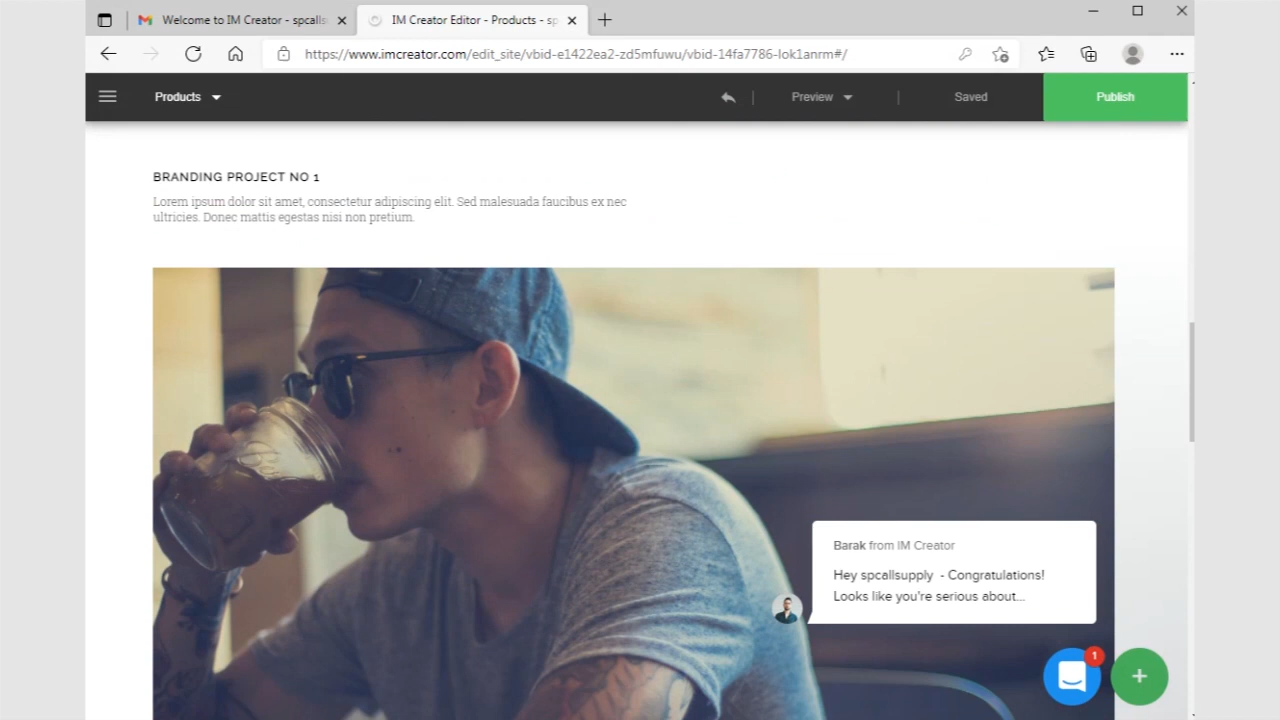 Welcome to IM Creator - spcalls
IM Creator Editor - Products - sp
https://www.imcreator.com/edit_site/vbid-e1422ea2-zd5mfuwu/vbid-14fa7786-lok1anrm#/
Products
Preview
Saved
Publish
BRANDING PROJECT NO 1
Lorem ipsum dolor sit amet, consectetur adipiscing elit. Sed malesuada faucibus ex nec
ultricies. Donec mattis egestas nisi non pretium.
Barak from IM Creator
Hey spcallsupply - Congratulations!
Looks like you're serious about...
1